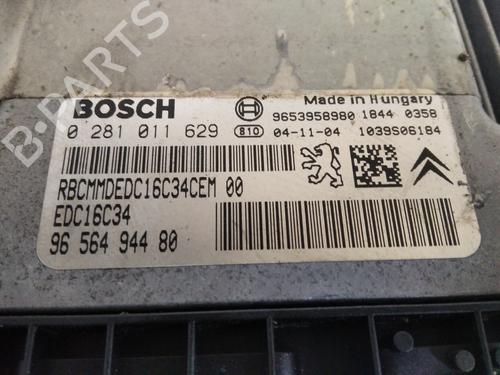 BOSCH
Made in Hungary
9653958980 1844 0358
0 281 011 629 810 04-11-04 1039S06184
RBCMMDEDC16C34CEM 00
EDC16C34
96 564 944 80
B-PARTS